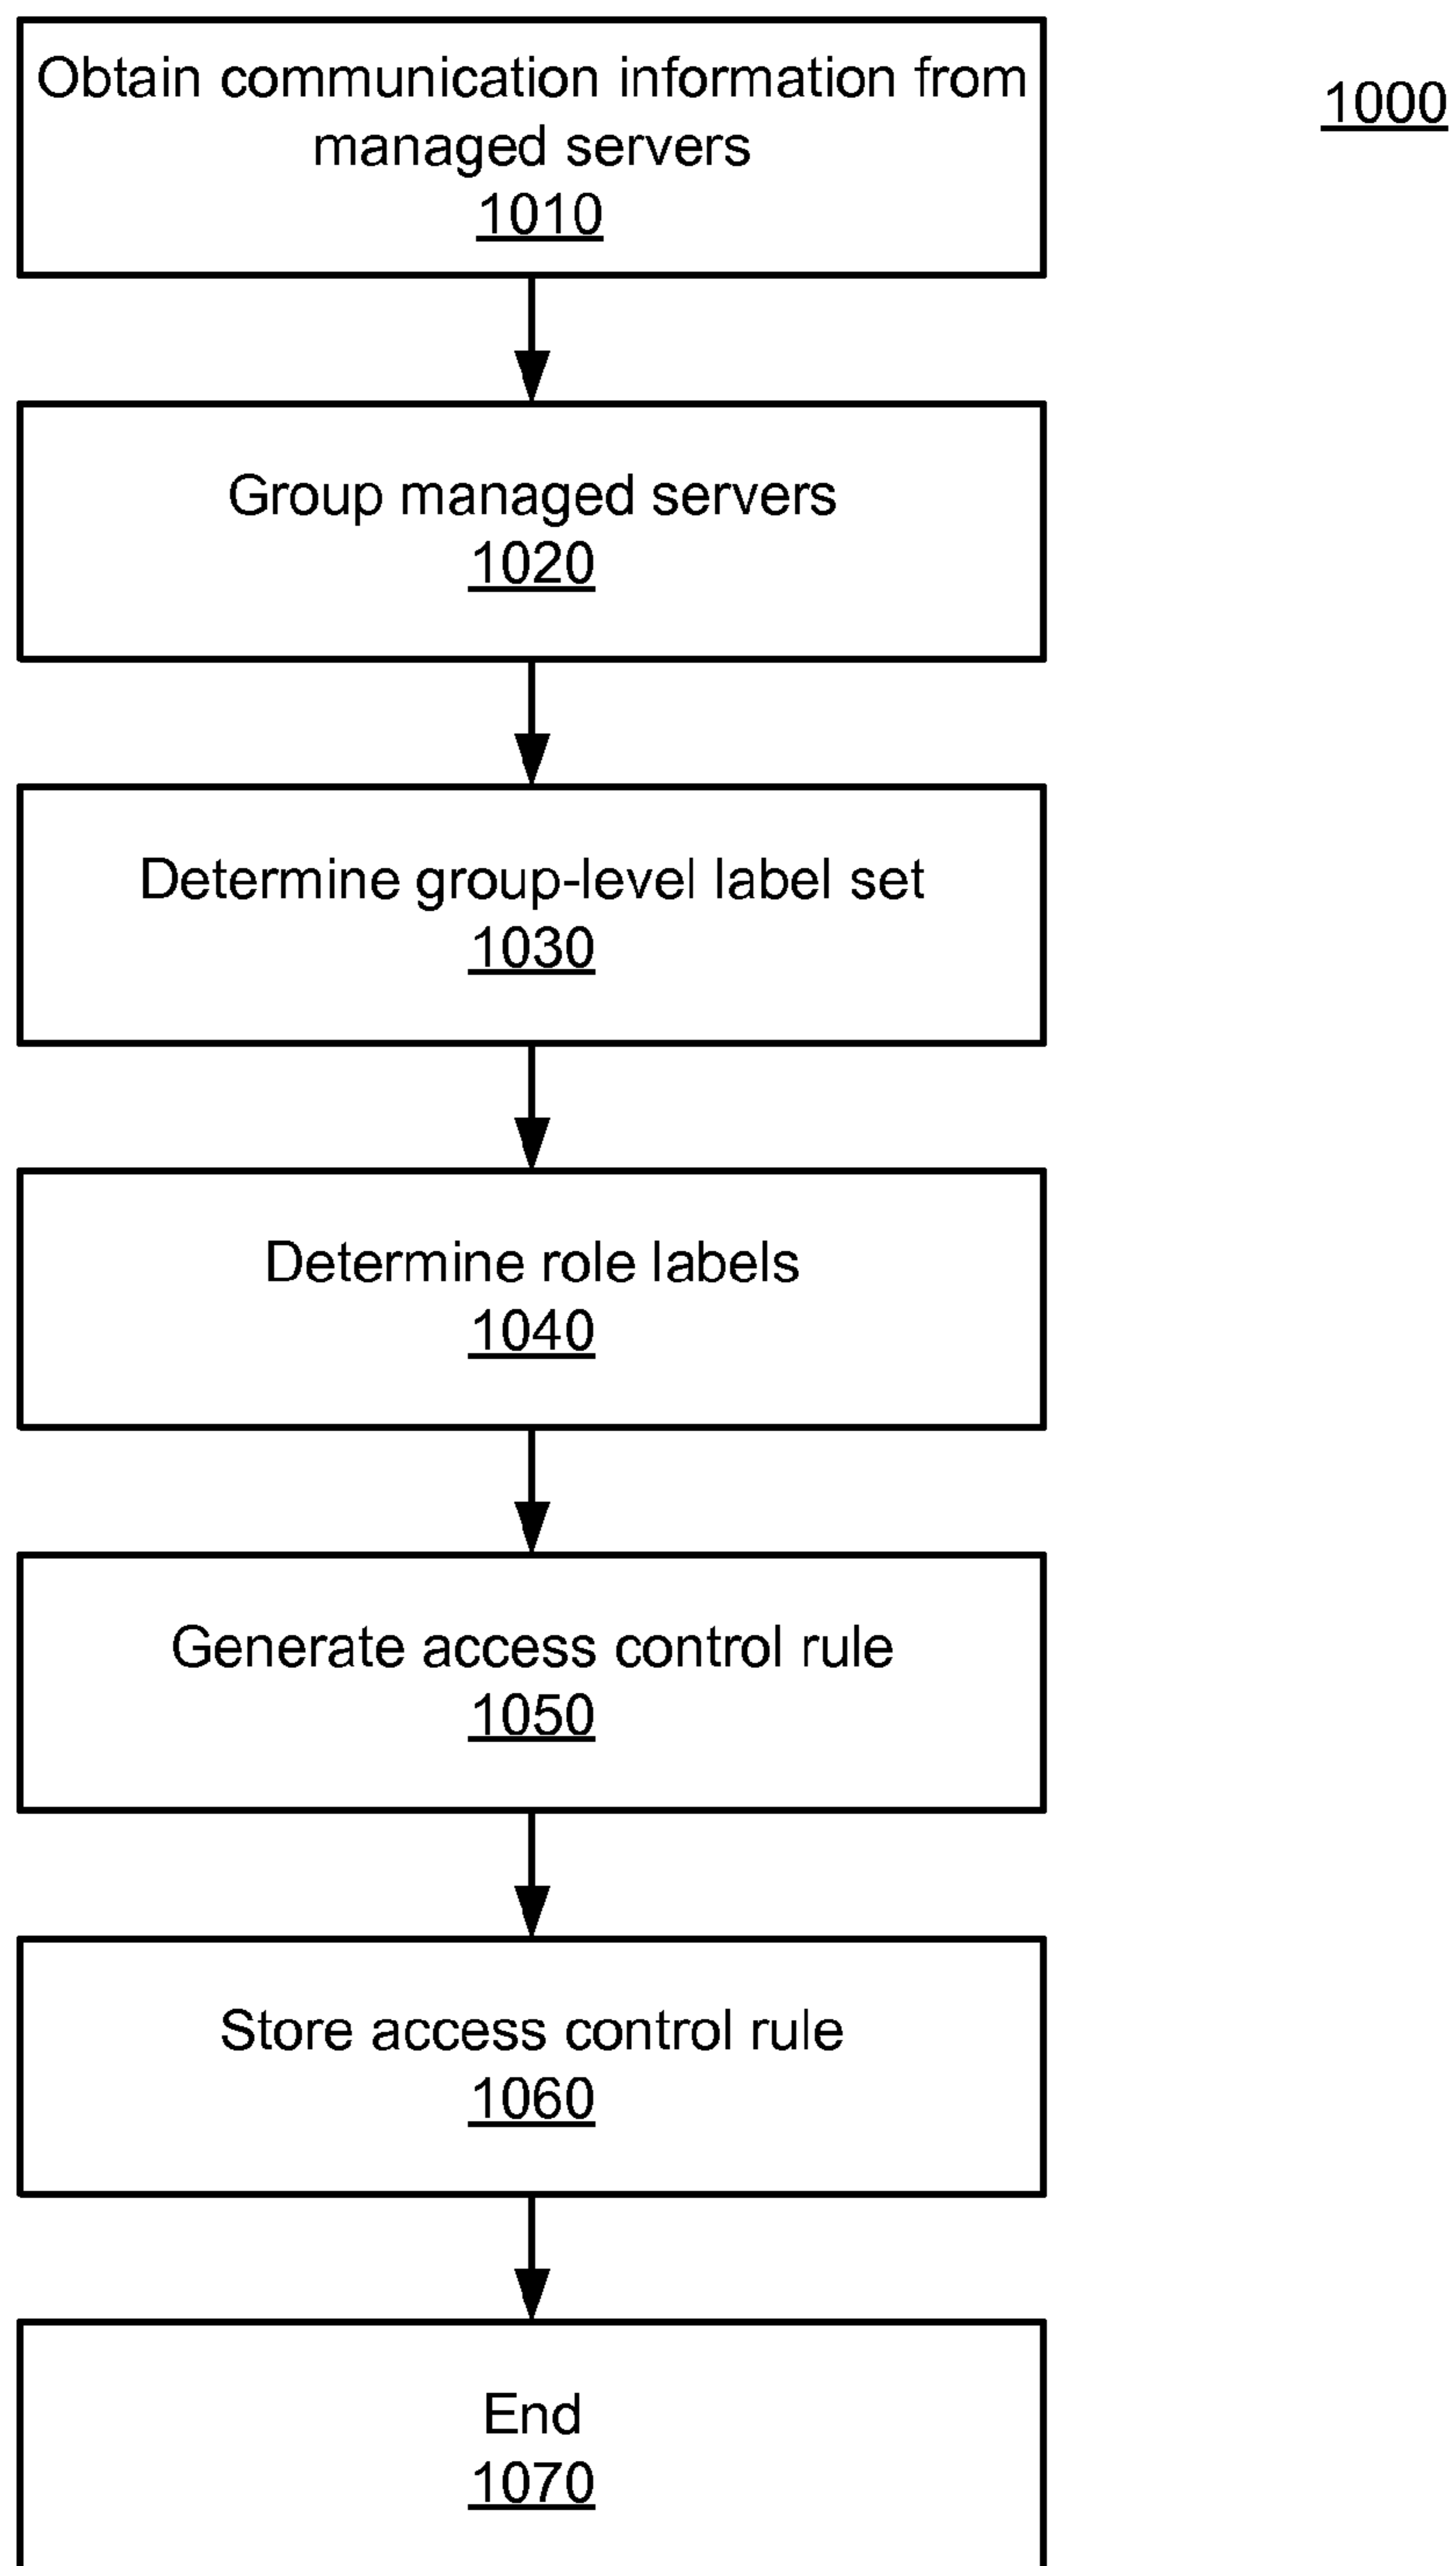 Obtain communication information from
managed servers
1010
1000
Group managed servers
1020
Determine group-level label set
1030
Determine role labels
1040
Generate access control rule
1050
Store access control rule
1060
End
1070